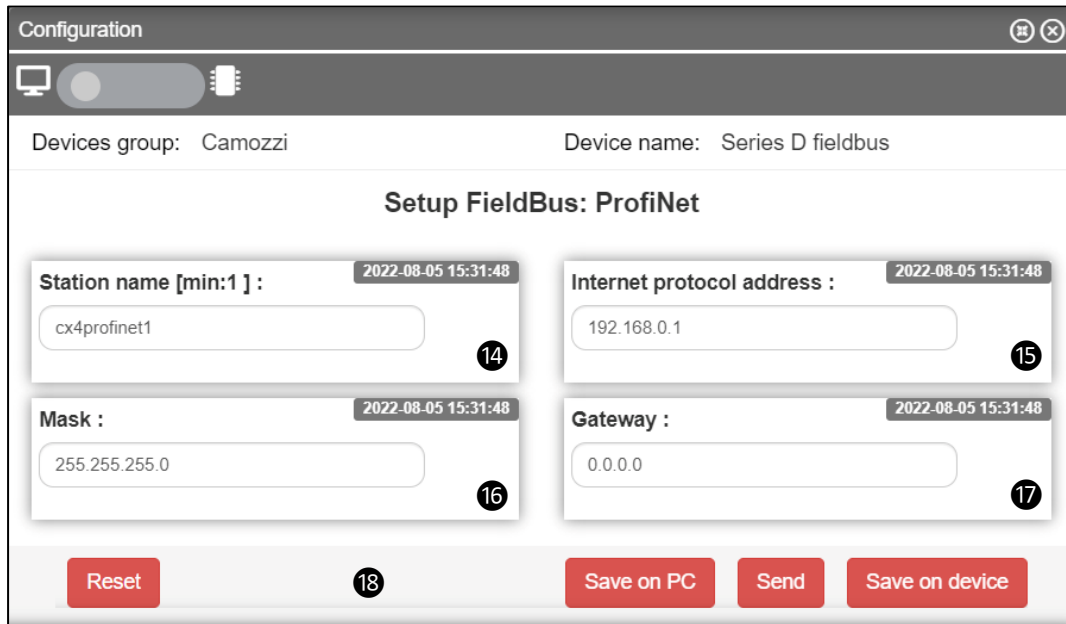 Configuration
Devices group: Camozzi
Device name: Series D fieldbus
Setup FieldBus: ProfiNet
2022-08-05 15:31:48
Station name [min:1 ] :
cx4profinet1
14
2022-08-05 15:31:48
Internet protocol address :
192.168.0.1
15
2022-08-05 15:31:48
Mask :
255.255.255.0
16
2022-08-05 15:31:48
Gateway :
0.0.0.0
17
Reset
18
Save on PC
Send
Save on device